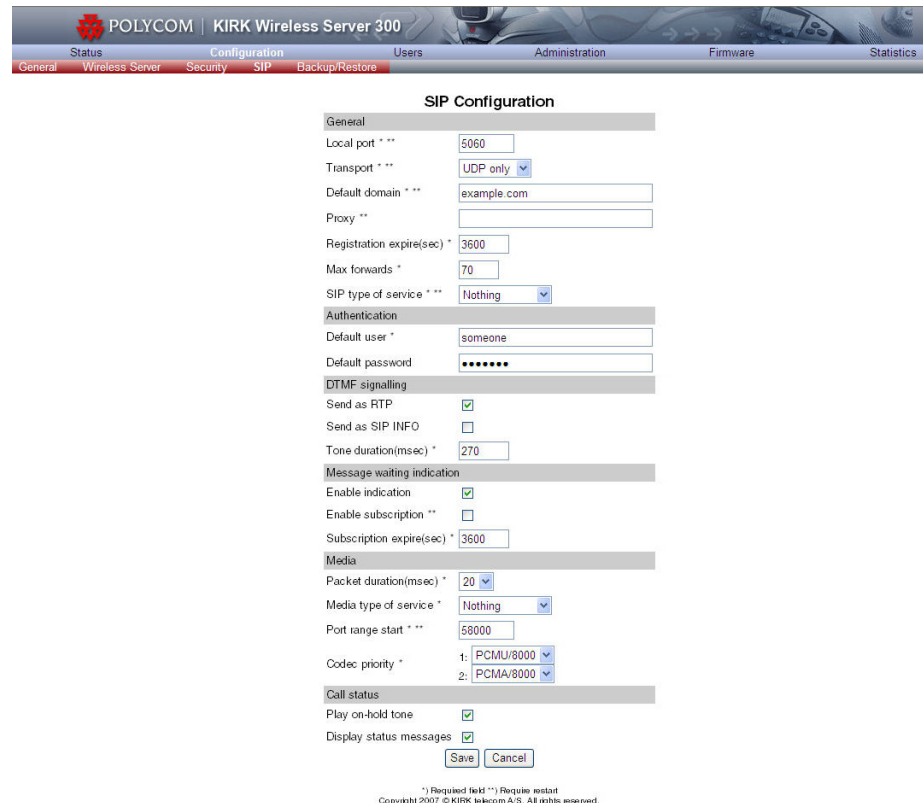 POLYCOM | KIRK Wireless Server 300
Status Configuration Users Administration Firmware Statistics
General Wireless Server Security SIP Backup/Restore
SIP Configuration
General
Local port * ** 5060
Transport * ** UDP only
Default domain * ** example.com
Proxy **
Registration expire(sec) * 3600
Max forwards * 70
SIP type of service * ** Nothing
Authentication
Default user * someone
Default password •••••••
DTMF signalling
Send as RTP
Send as SIP INFO
Tone duration(msec) * 270
Message waiting indication
Enable indication
Enable subscription **
Subscription expire(sec) * 3600
Media
Packet duration(msec) * 20
Media type of service * Nothing
Port range start * ** 58000
Codec priority *
1: PCMU/8000
2: PCMA/8000
Call status
Play on-hold tone
Display status messages
Save Cancel
*) Required field **) Require restart
Copyright 2007 © KIRK telecom A/S. All rights reserved.